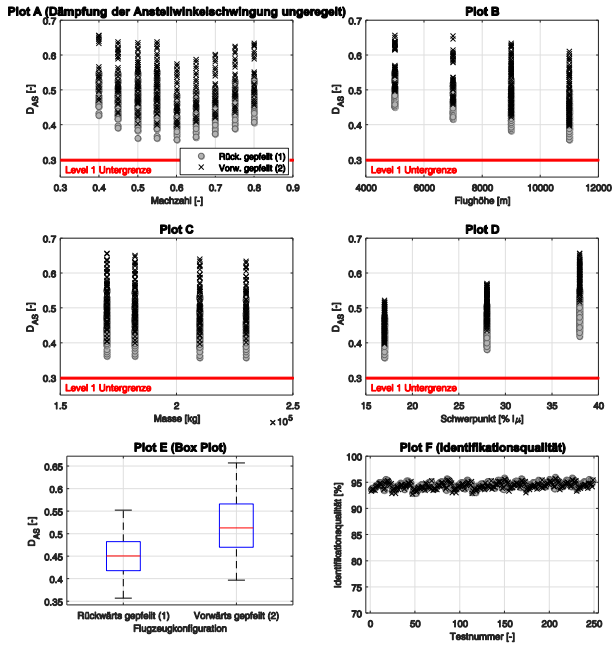 Plot A (Dämpfung der Anstellwinkelschwingung ungeregelt)
0.7
0.6
0.5
0.4
0.3
D_AS [-]
Level 1 Untergrenze
Rück. gepfeilt (1)
Vorw. gepfeilt (2)
0.3 0.4 0.5 0.6 0.7 0.8 0.9
Machzahl [-]
Plot B
0.7
0.6
0.5
0.4
0.3
D_AS [-]
Level 1 Untergrenze
4000 6000 8000 10000 12000
Flughöhe [m]
Plot C
0.7
0.6
0.5
0.4
0.3
D_AS [-]
Level 1 Untergrenze
1.5 2 2.5
Masse [kg]
×10^5
Plot D
0.7
0.6
0.5
0.4
0.3
D_AS [-]
Level 1 Untergrenze
15 20 25 30 35 40
Schwerpunkt [% l_μ]
Plot E (Box Plot)
0.65
0.6
0.55
0.5
0.45
0.4
0.35
D_AS [-]
Rückwärts gepfeilt (1) Vorwärts gepfeilt (2)
Flugzeugkonfiguration
Plot F (Identifikationsqualität)
100
95
90
85
80
75
70
Identifikationsqualität [%]
0 50 100 150 200 250
Testnummer [-]